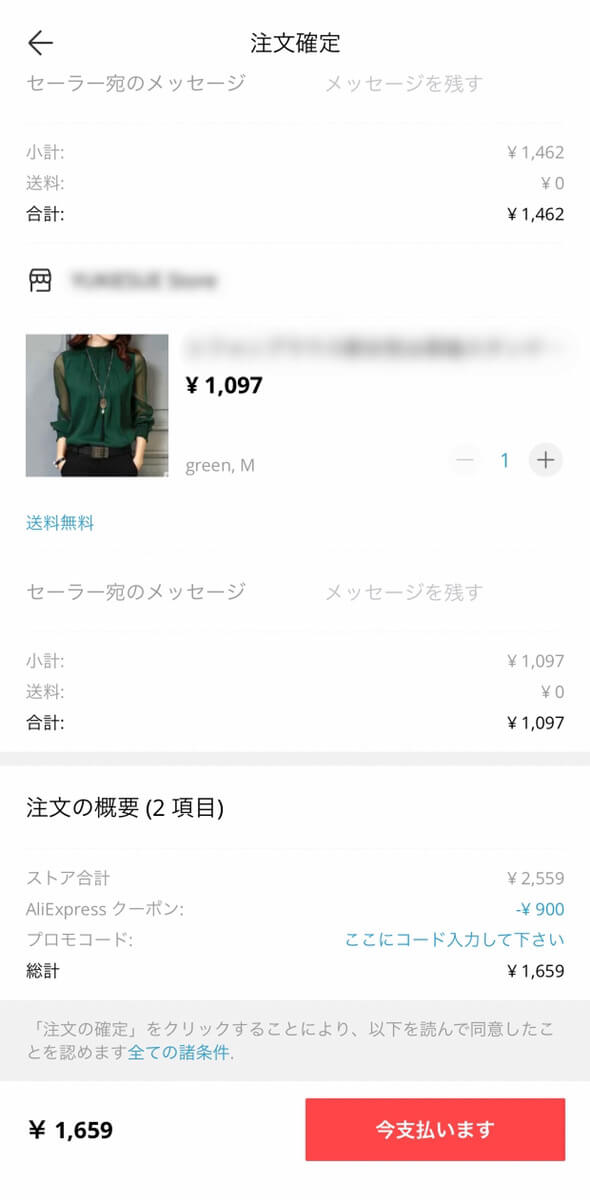 注文確定
セーラー宛のメッセージ メッセージを残す
小計: ¥ 1,462
送料: ¥ 0
合計: ¥ 1,462
¥ 1,097
green, M 1
送料無料
セーラー宛のメッセージ メッセージを残す
小計: ¥ 1,097
送料: ¥ 0
合計: ¥ 1,097
注文の概要 (2 項目)
ストア合計 ¥ 2,559
AliExpress クーポン: -¥ 900
プロモコード: ここにコード入力して下さい
総計 ¥ 1,659
「注文の確定」をクリックすることにより、以下を読んで同意したこ
とを認めます全ての諸条件.
¥ 1,659 今支払います